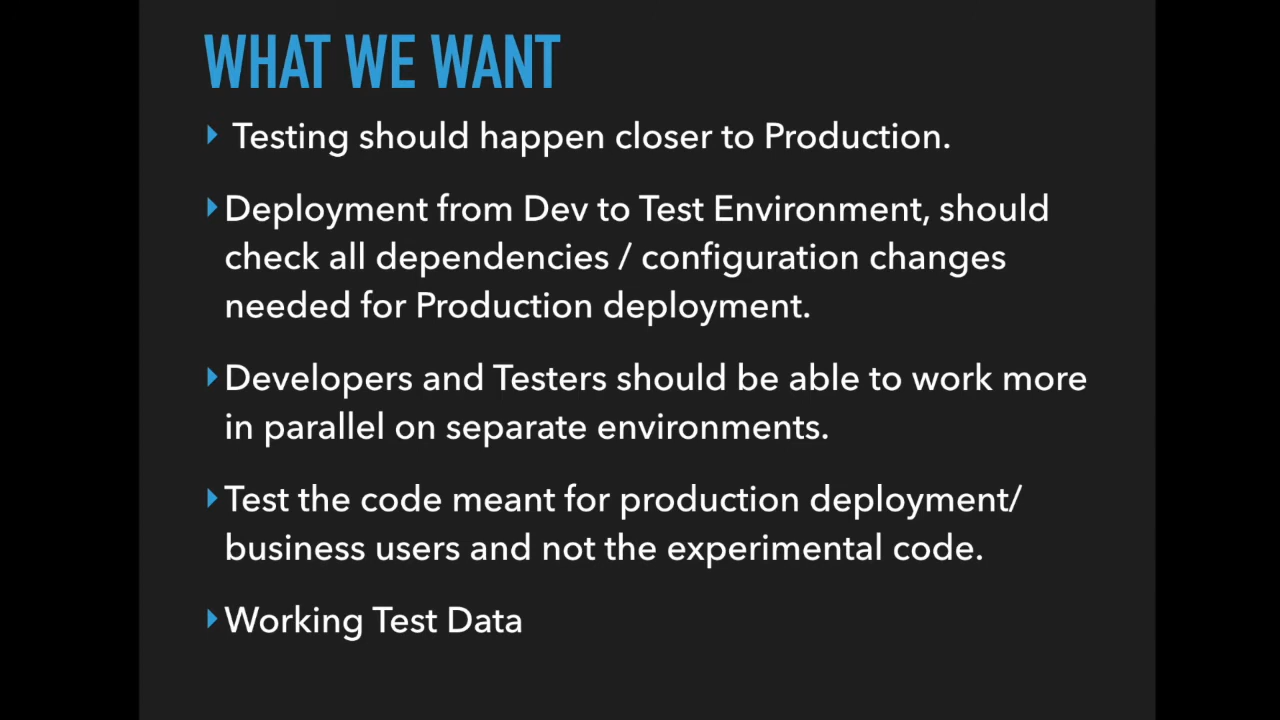 WHAT WE WANT
Testing should happen closer to Production.
Deployment from Dev to Test Environment, should
check all dependencies / configuration changes
needed for Production deployment.
Developers and Testers should be able to work more
in parallel on separate environments.
Test the code meant for production deployment/
business users and not the experimental code.
Working Test Data